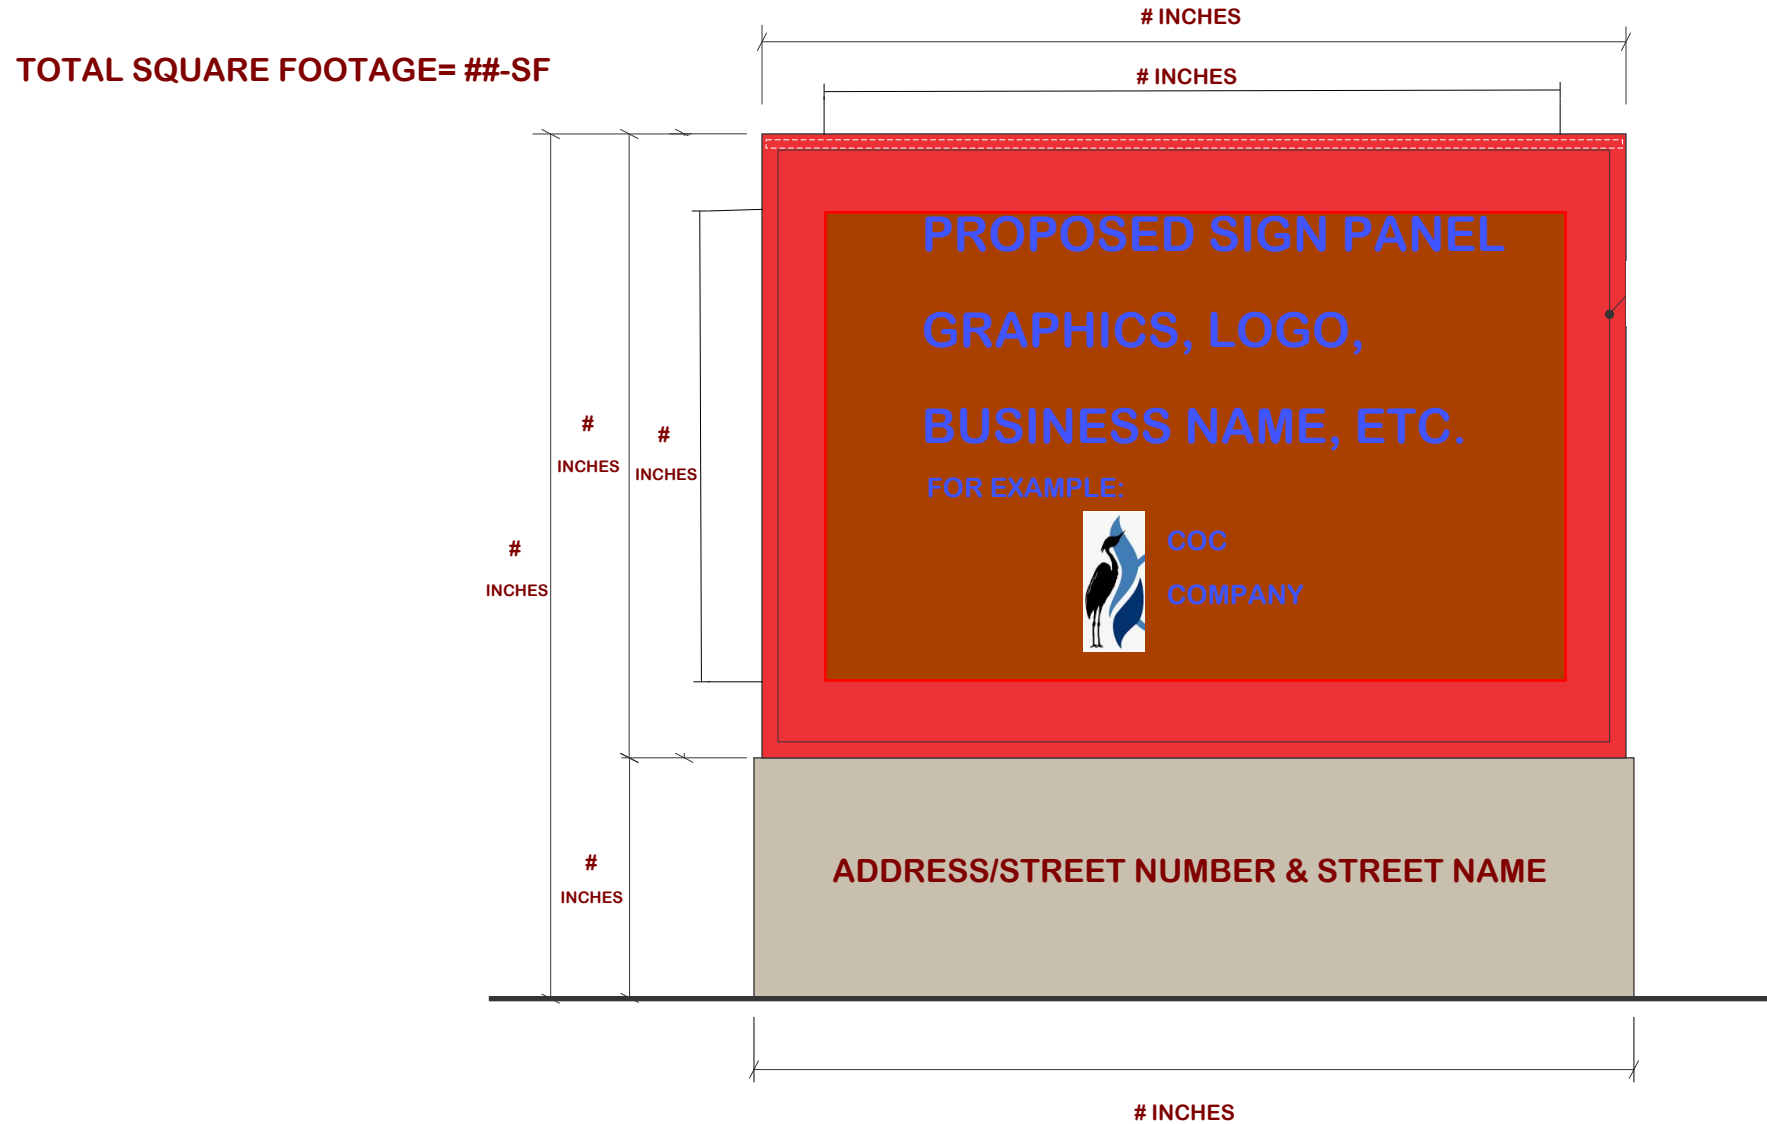 # INCHES
TOTAL SQUARE FOOTAGE= ##-SF
# INCHES
PROPOSED SIGN PANEL
GRAPHICS, LOGO,
BUSINESS NAME, ETC.
FOR EXAMPLE:
COC
COMPANY
#
INCHES
#
INCHES
#
INCHES
#
INCHES
ADDRESS/STREET NUMBER & STREET NAME
# INCHES